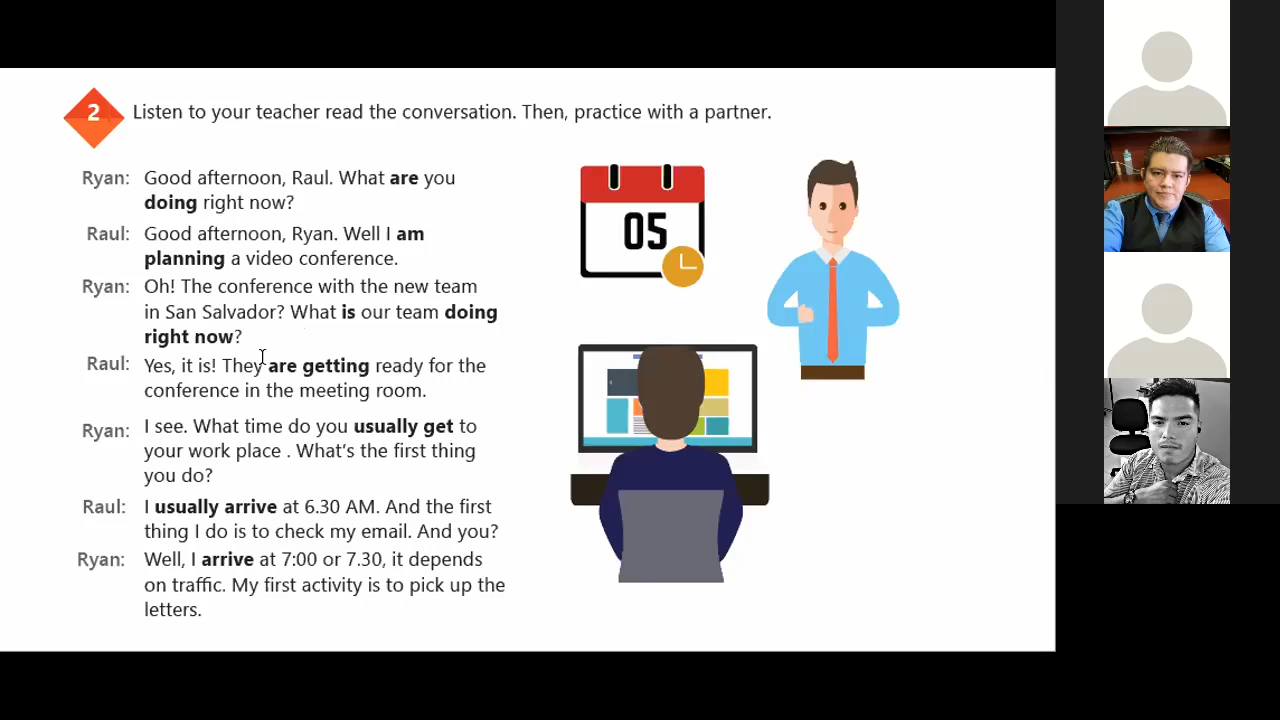 2 Listen to your teacher read the conversation. Then, practice with a partner.
Ryan: Good afternoon, Raul. What are you
doing right now?
Raul: Good afternoon, Ryan. Well I am
planning a video conference.
Ryan: Oh! The conference with the new team
in San Salvador? What is our team doing
right now?
Raul: Yes, it is! They are getting ready for the
conference in the meeting room.
Ryan: I see. What time do you usually get to
your work place . What's the first thing
you do?
Raul: I usually arrive at 6.30 AM. And the first
thing I do is to check my email. And you?
Ryan: Well, I arrive at 7:00 or 7.30, it depends
on traffic. My first activity is to pick up the
letters.
05